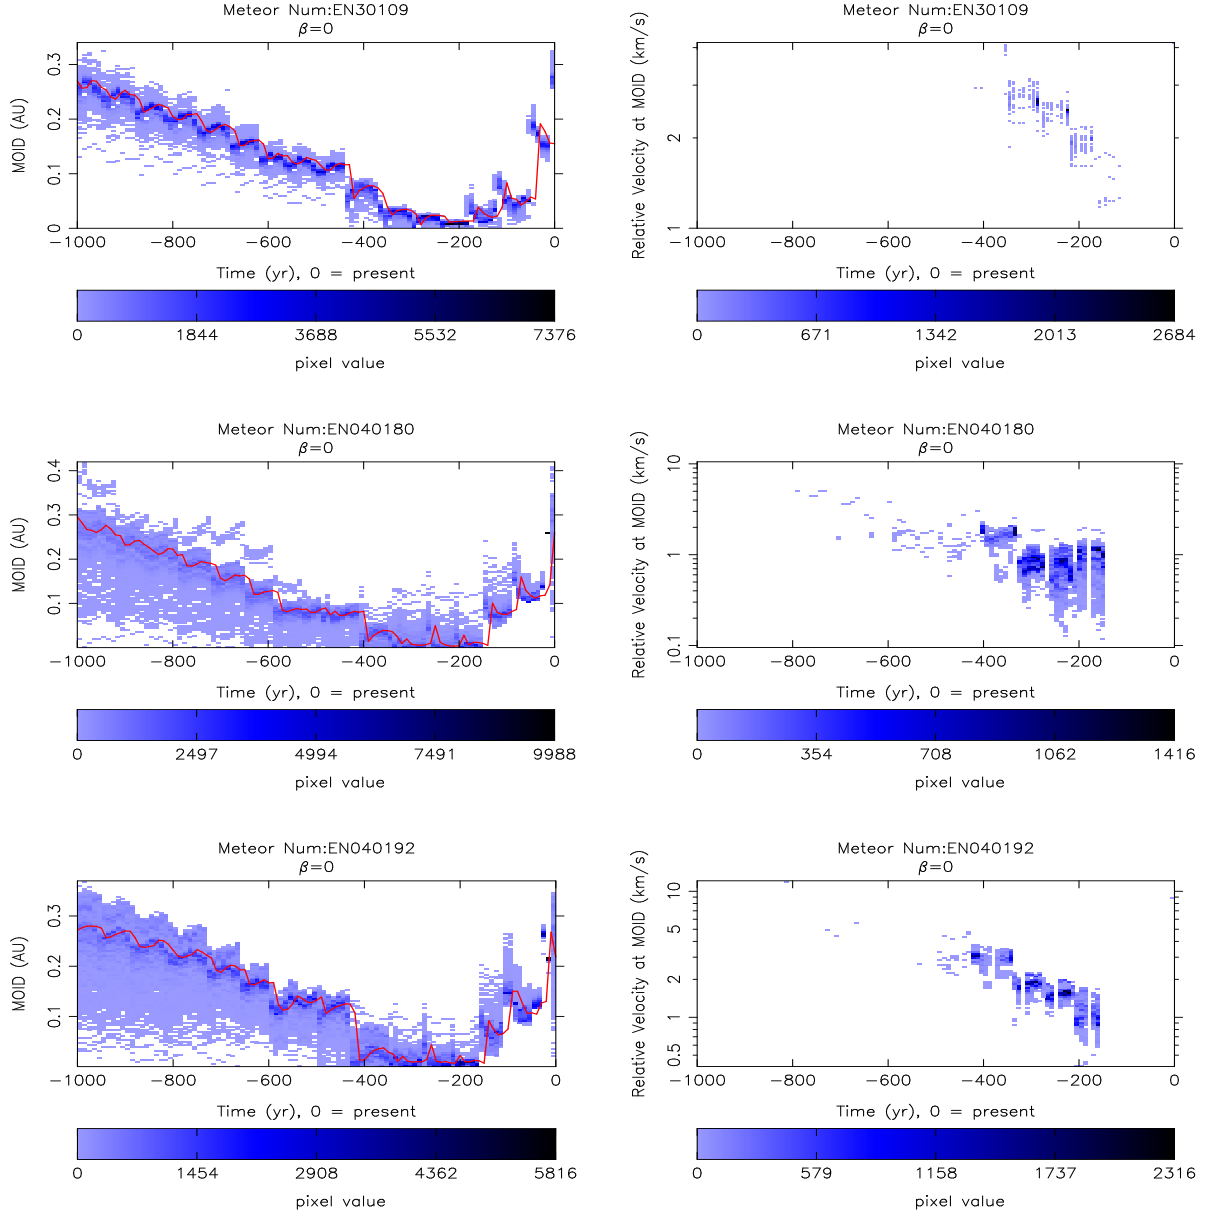 Meteor Num:EN30109
β=0
MOID (AU)
0 0.1 0.2 0.3
−1000 −800 −600 −400 −200 0
Time (yr), 0 = present
0 1844 3688 5532 7376
pixel value
Meteor Num:EN30109
β=0
Relative Velocity at MOID (km/s)
1 2
−1000 −800 −600 −400 −200 0
Time (yr), 0 = present
0 671 1342 2013 2684
pixel value
Meteor Num:EN040180
β=0
MOID (AU)
0.1 0.2 0.3 0.4
−1000 −800 −600 −400 −200 0
Time (yr), 0 = present
0 2497 4994 7491 9988
pixel value
Meteor Num:EN040180
β=0
Relative Velocity at MOID (km/s)
0.1 1 10
−1000 −800 −600 −400 −200 0
Time (yr), 0 = present
0 354 708 1062 1416
pixel value
Meteor Num:EN040192
β=0
MOID (AU)
0.1 0.2 0.3
−1000 −800 −600 −400 −200 0
Time (yr), 0 = present
0 1454 2908 4362 5816
pixel value
Meteor Num:EN040192
β=0
Relative Velocity at MOID (km/s)
0.5 1 2 5 10
−1000 −800 −600 −400 −200 0
Time (yr), 0 = present
0 579 1158 1737 2316
pixel value